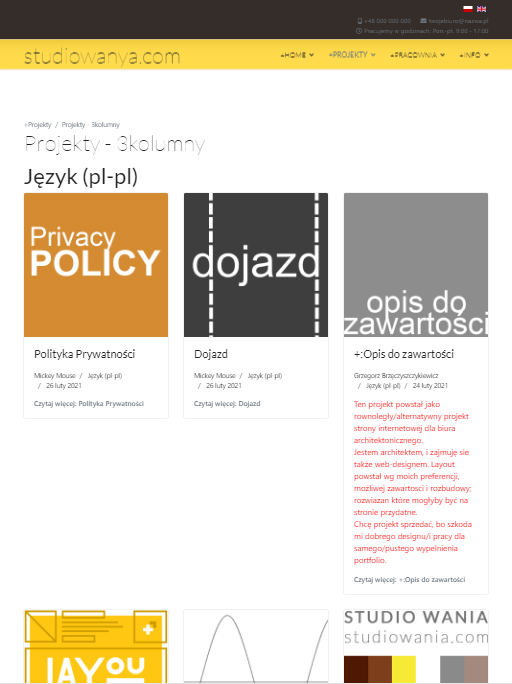 +48 000 000 000 twojebiuro@nazwa.pl
Pracujemy w godzinach: Pon.-pt. 9:00 - 17:00
studiowanya.com
+HOME +PROJEKTY +PRACOWNIA +INFO
+Projekty / Projekty - 3kolumny
Projekty - 3kolumny
Język (pl-pl)
Privacy
POLICY
Polityka Prywatności
Mickey Mouse / Język (pl-pl)
/ 26 luty 2021
Czytaj więcej: Polityka Prywatności
dojazd
Dojazd
Mickey Mouse / Język (pl-pl)
/ 26 luty 2021
Czytaj więcej: Dojazd
opis do
zawartości
+:Opis do zawartości
Grzegorz Brzęczyszczykiewicz
/ Język (pl-pl) / 24 luty 2021
Ten projekt powstał jako
rownoległy/alternatywny projekt
strony internetowej dla biura
architektonicznego.
Jestem architektem, i zajmuję sie
także web-designem. Layout
powstał wg moich preferencji,
możliwej zawartosci i rozbudowy;
rozwiazan które mogłyby być na
stronie przydatne.
Chcę projekt sprzedać, bo szkoda
mi dobrego designu/i pracy dla
samego/pustego wypelnienia
portfolio.
Czytaj więcej: +:Opis do zawartości
LAYOU
STUDIO WANIA
studiowania.com